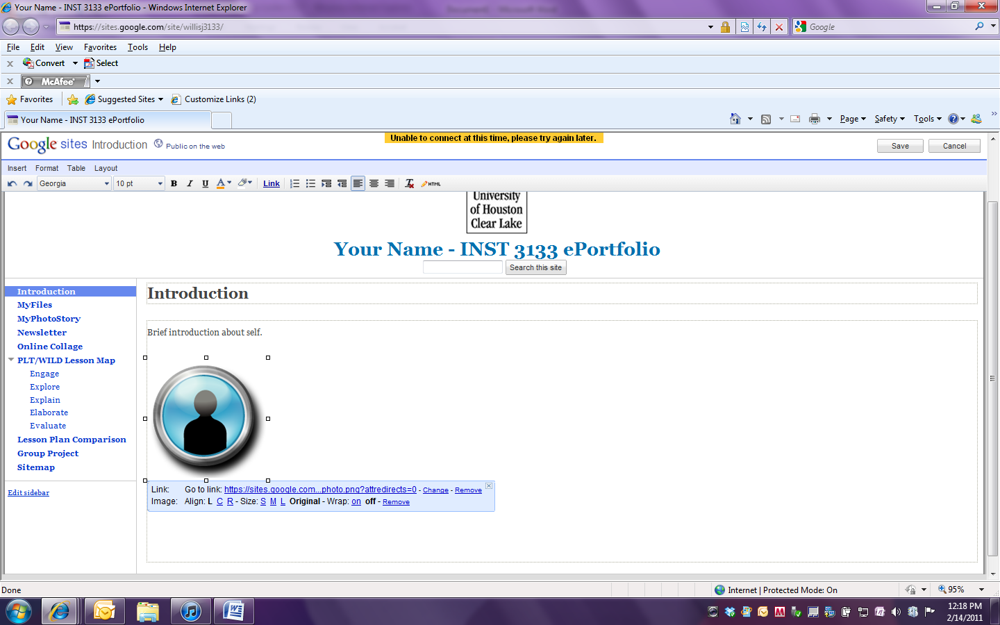 Your Name - INST 3133 ePortfolio - Windows Internet Explorer
https://sites.google.com/site/willisj3133/
Google
File Edit View Favorites Tools Help
x Convert Select
x McAfee
Favorites Suggested Sites Customize Links (2)
Your Name - INST 3133 ePortfolio
Page Safety Tools
Google sites Introduction Public on the web
Unable to connect at this time, please try again later.
Save Cancel
Insert Format Table Layout
Georgia 10 pt B I U A Link HTML
University
of Houston
Clear Lake
Your Name - INST 3133 ePortfolio
Search this site
Introduction
MyFiles
MyPhotoStory
Newsletter
Online Collage
PLT/WILD Lesson Map
Engage
Explore
Explain
Elaborate
Evaluate
Lesson Plan Comparison
Group Project
Sitemap
Edit sidebar
Introduction
Brief introduction about self.
Link: Go to link: https://sites.google.com...photo.png?attredirects=0 - Change - Remove
Image: Align: L C R - Size: S M L Original - Wrap: on off - Remove
Done
Internet | Protected Mode: On
95%
12:18 PM
2/14/2011